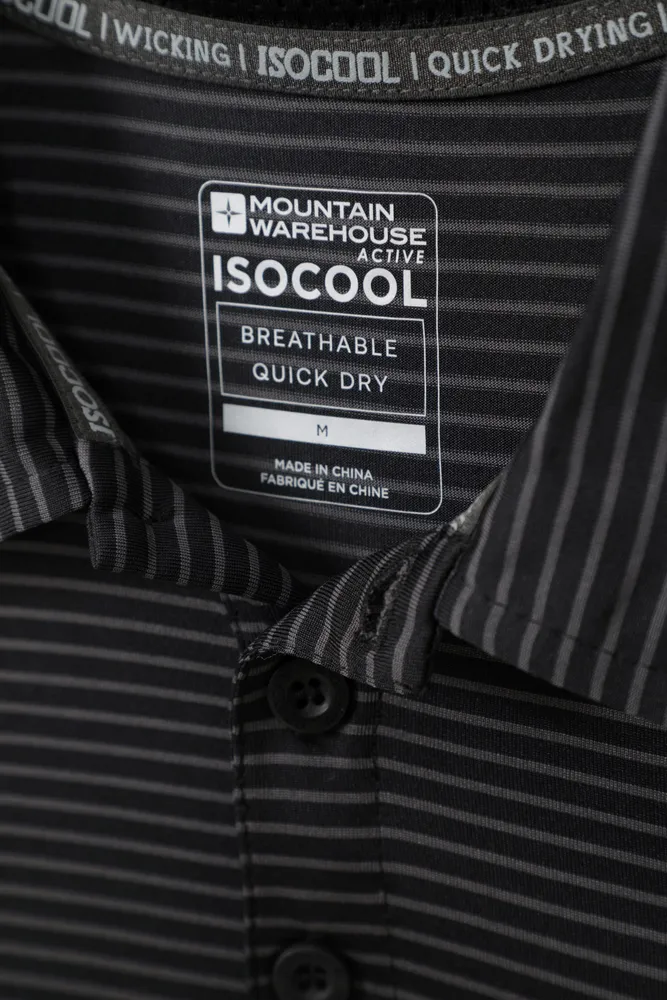 COOL | WICKING | ISOCOOL | QUICK DRYING |
MOUNTAIN
WAREHOUSE
ACTIVE
ISOCOOL
BREATHABLE
QUICK DRY
M
MADE IN CHINA
FABRIQUÉ EN CHINE
ISOCOOL